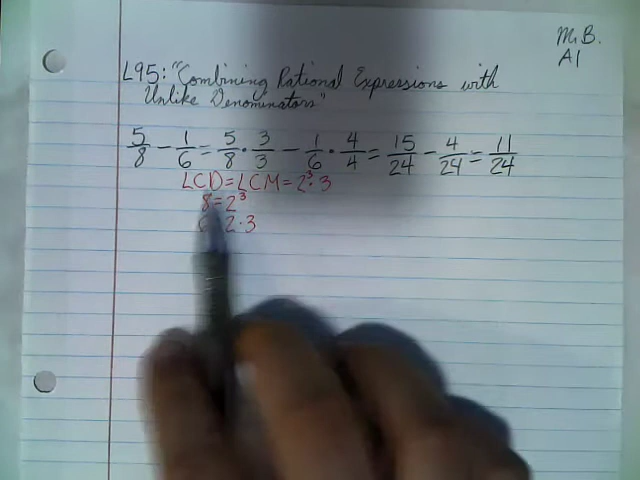 M.B.
A1
L95: "Combining Rational Expressions with
Unlike Denominators"
5/8 − 1/6 = 5/8 · 3/3 − 1/6 · 4/4 = 15/24 − 4/24 = 11/24
LCD = LCM = 2³ · 3
8 = 2³
2 · 3